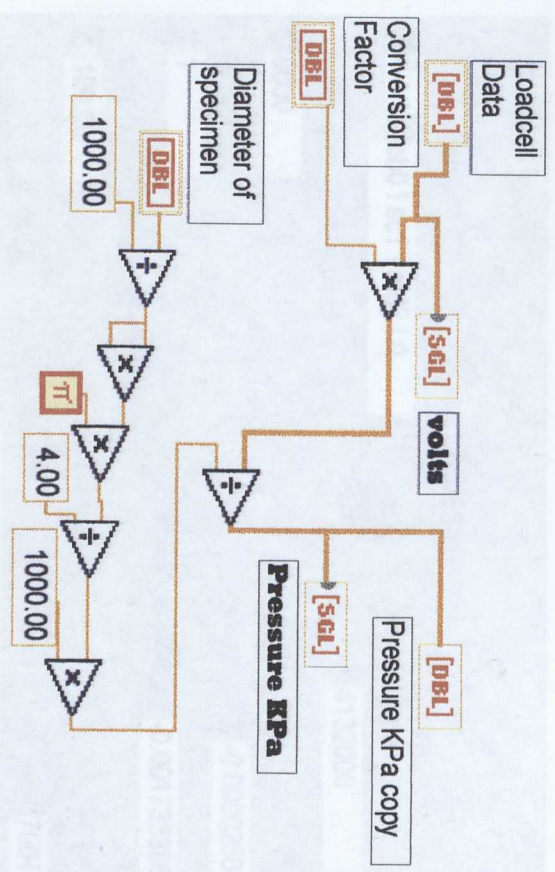 Loadcell
Data
[DBL]
[SGL]
volts
Conversion
Factor
[DBL]
×
÷
Pressure KPa copy
[DBL]
[SGL]
Pressure KPa
Diameter of
specimen
DBL
1000.00
÷
×
π
×
4.00
÷
1000.00
×